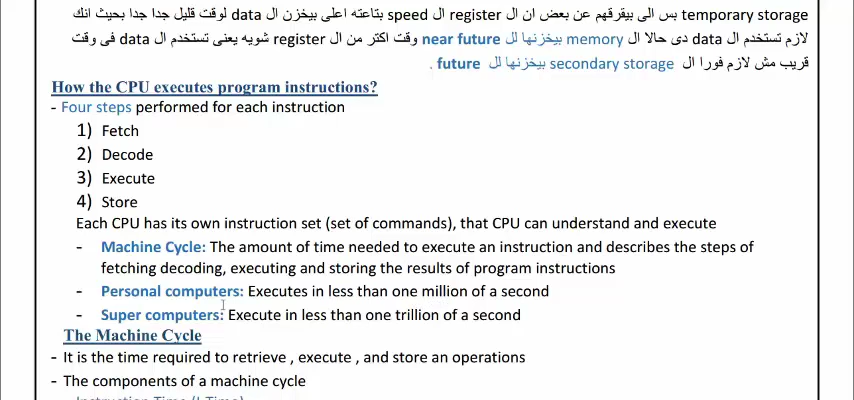 temporary storage بس الى بيفرقهم عن بعض ان ال register ال speed بتاعته اعلى بيخزن ال data لوقت قليل جدا جدا بحيث انك
لازم تستخدم ال data دى حالا ال memory بيخزنها لل near future وقت اكتر من ال register شويه يعنى تستخدم ال data فى وقت
قريب مش لازم فورا ال secondary storage بيخزنها لل future .
How the CPU executes program instructions?
- Four steps performed for each instruction
1) Fetch
2) Decode
3) Execute
4) Store
Each CPU has its own instruction set (set of commands), that CPU can understand and execute
- Machine Cycle: The amount of time needed to execute an instruction and describes the steps of
fetching decoding, executing and storing the results of program instructions
- Personal computers: Executes in less than one million of a second
- Super computers: Execute in less than one trillion of a second
The Machine Cycle
- It is the time required to retrieve , execute , and store an operations
- The components of a machine cycle
Instruction Time (I-Time)